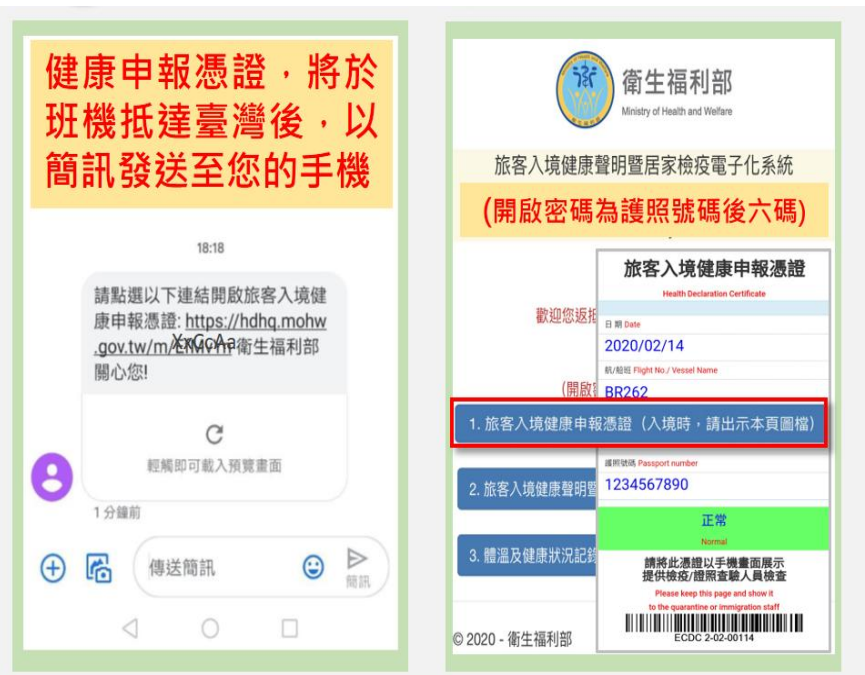 健康申報憑證，將於
班機抵達臺灣後，以
簡訊發送至您的手機
18:18
請點選以下連結開啟旅客入境健
康申報憑證: https://hdhq.mohw
.gov.tw/m/XxGcAa衛生福利部
關心您!
輕觸即可載入預覽畫面
1 分鐘前
傳送簡訊
簡訊
衛生福利部
Ministry of Health and Welfare
旅客入境健康聲明暨居家檢疫電子化系統
(開啟密碼為護照號碼後六碼)
歡迎您返抵
(開啟
旅客入境健康申報憑證
Health Declaration Certificate
日 期 Date
2020/02/14
航/船班 Flight No./ Vessel Name
BR262
1. 旅客入境健康申報憑證（入境時，請出示本頁圖檔）
護照號碼 Passport number
1234567890
2. 旅客入境健康聲明暨
正常
Normal
3. 體溫及健康狀況記錄
請將此憑證以手機畫面展示
提供檢疫/證照查驗人員檢查
Please keep this page and show it
to the quarantine or immigration staff
ECDC 2-02-00114
© 2020 - 衛生福利部